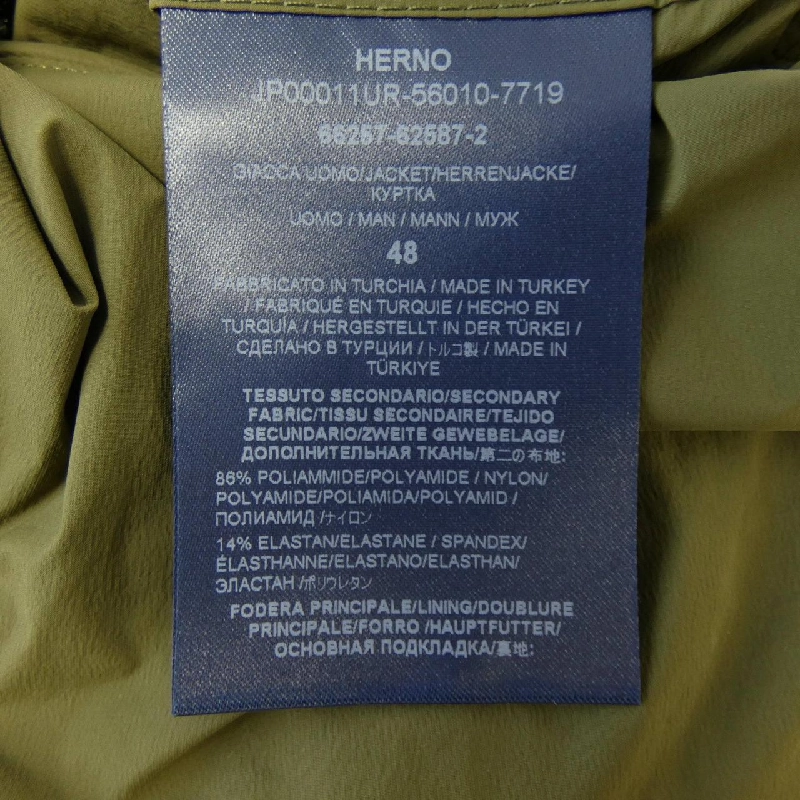 HERNO
JP00011UR-56010-7719
66257-62587-2
GIACCA UOMO/JACKET/HERRENJACKE/
КУРТКА
UOMO / MAN / MANN / МУЖ
48
FABBRICATO IN TURCHIA / MADE IN TURKEY
/ FABRIQUÉ EN TURQUIE / HECHO EN
TURQUÍA / HERGESTELLT IN DER TÜRKEI /
СДЕЛАНО В ТУРЦИИ / トルコ製 / MADE IN
TÜRKIYE
TESSUTO SECONDARIO/SECONDARY
FABRIC/TISSU SECONDAIRE/TEJIDO
SECUNDARIO/ZWEITE GEWEBELAGE/
ДОПОЛНИТЕЛЬНАЯ ТКАНЬ/第二の布地:
86% POLIAMMIDE/POLYAMIDE / NYLON/
POLYAMIDE/POLIAMIDA/POLYAMID /
ПОЛИАМИД /ナイロン
14% ELASTAN/ELASTANE / SPANDEX/
ÉLASTHANNE/ELASTANO/ELASTHAN/
ЭЛАСТАН /ポリウレタン
FODERA PRINCIPALE/LINING/DOUBLURE
PRINCIPALE/FORRO /HAUPTFUTTER/
ОСНОВНАЯ ПОДКЛАДКА/裏地: